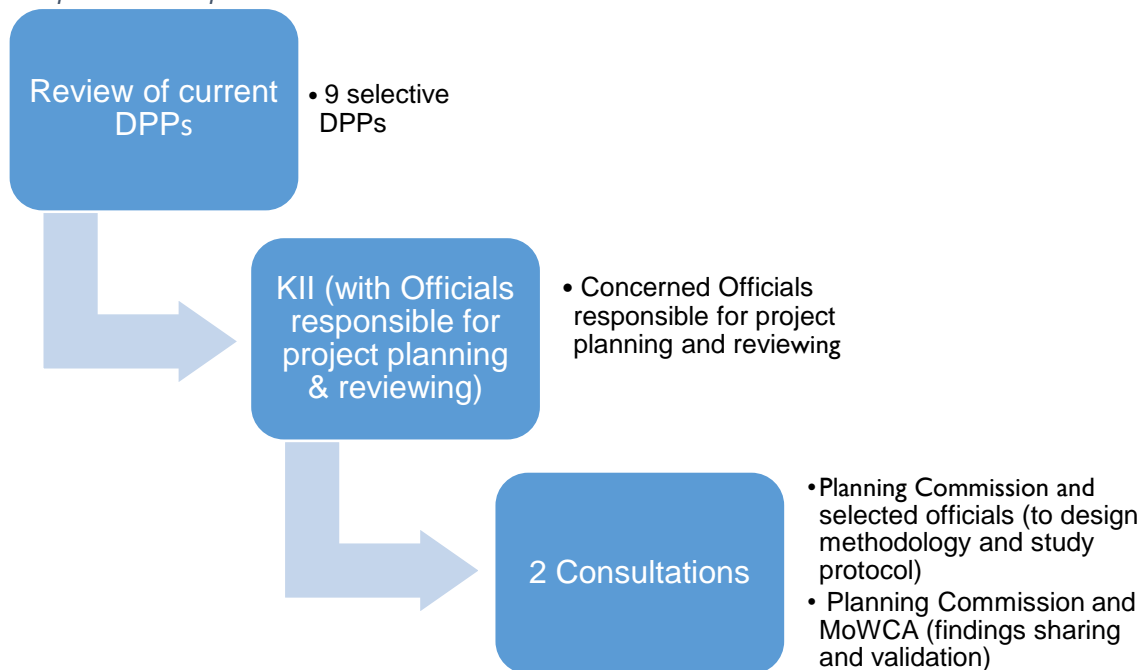 Review of current
DPPs
• 9 selective
DPPs
KII (with Officials
responsible for
project planning
& reviewing)
• Concerned Officials
responsible for project
planning and reviewing
2 Consultations
•Planning Commission and
selected officials (to design
methodology and study
protocol)
• Planning Commission and
MoWCA (findings sharing
and validation)